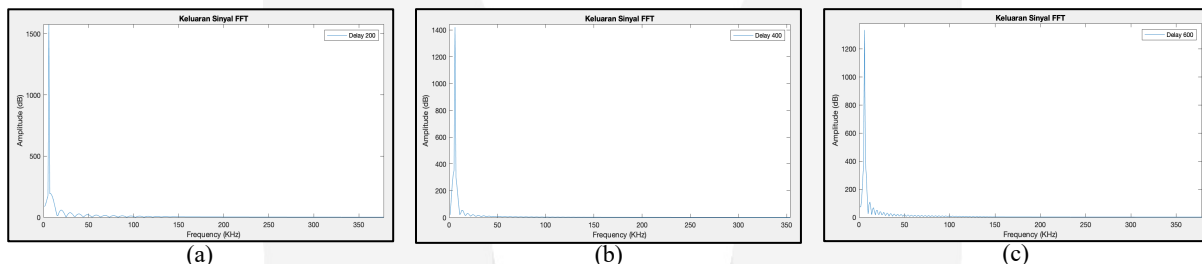 Keluaran Sinyal FFT
Delay 200
Amplitude (dB)
1500
1000
500
0
0 50 100 150 200 250 300 350
Frequency (KHz)
(a)
Keluaran Sinyal FFT
Delay 400
Amplitude (dB)
1400
1200
1000
800
600
400
200
0
0 50 100 150 200 250 300 350
Frequency (KHz)
(b)
Keluaran Sinyal FFT
Delay 600
Amplitude (dB)
1200
1000
800
600
400
200
0
0 50 100 150 200 250 300 350
Frequency (KHz)
(c)